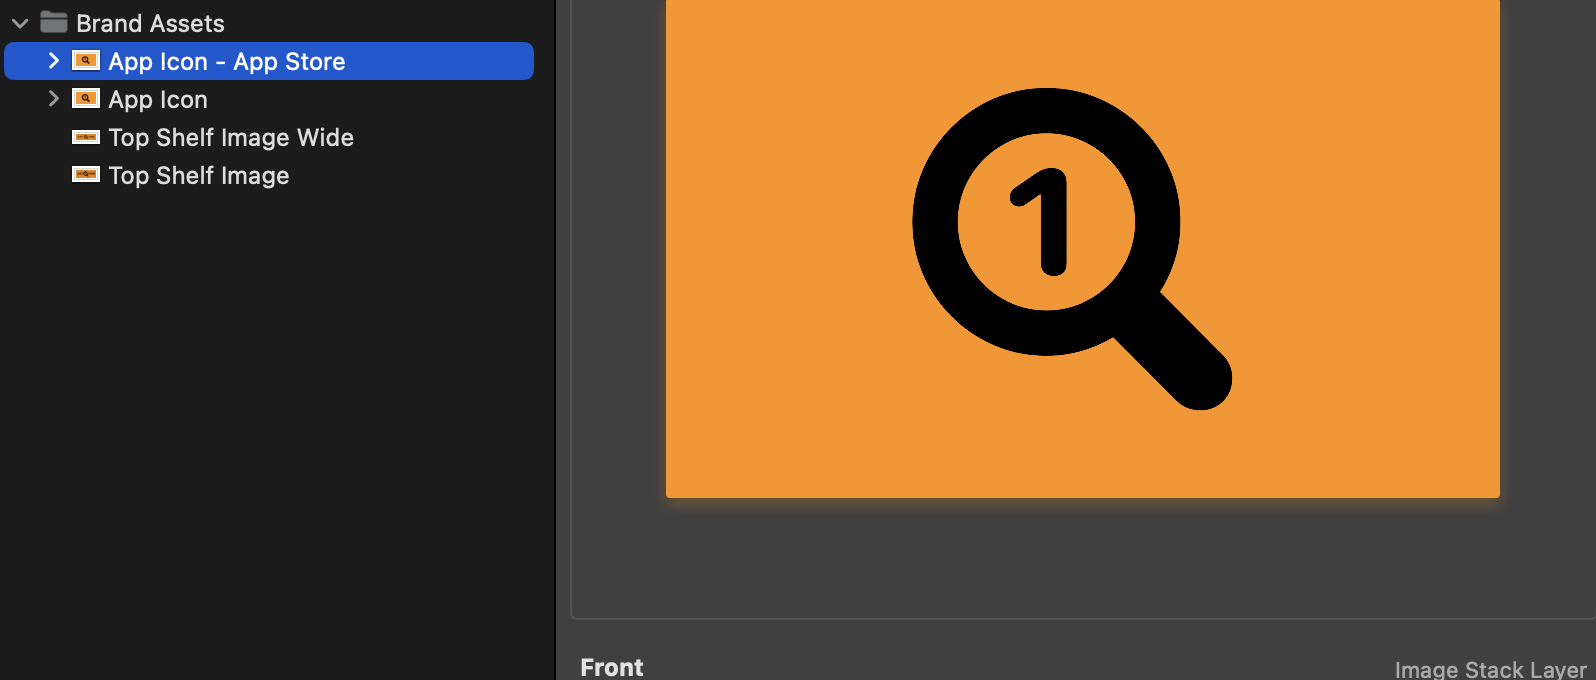 Brand Assets
App Icon - App Store
App Icon
Top Shelf Image Wide
Top Shelf Image
1
Front
Image Stack Layer